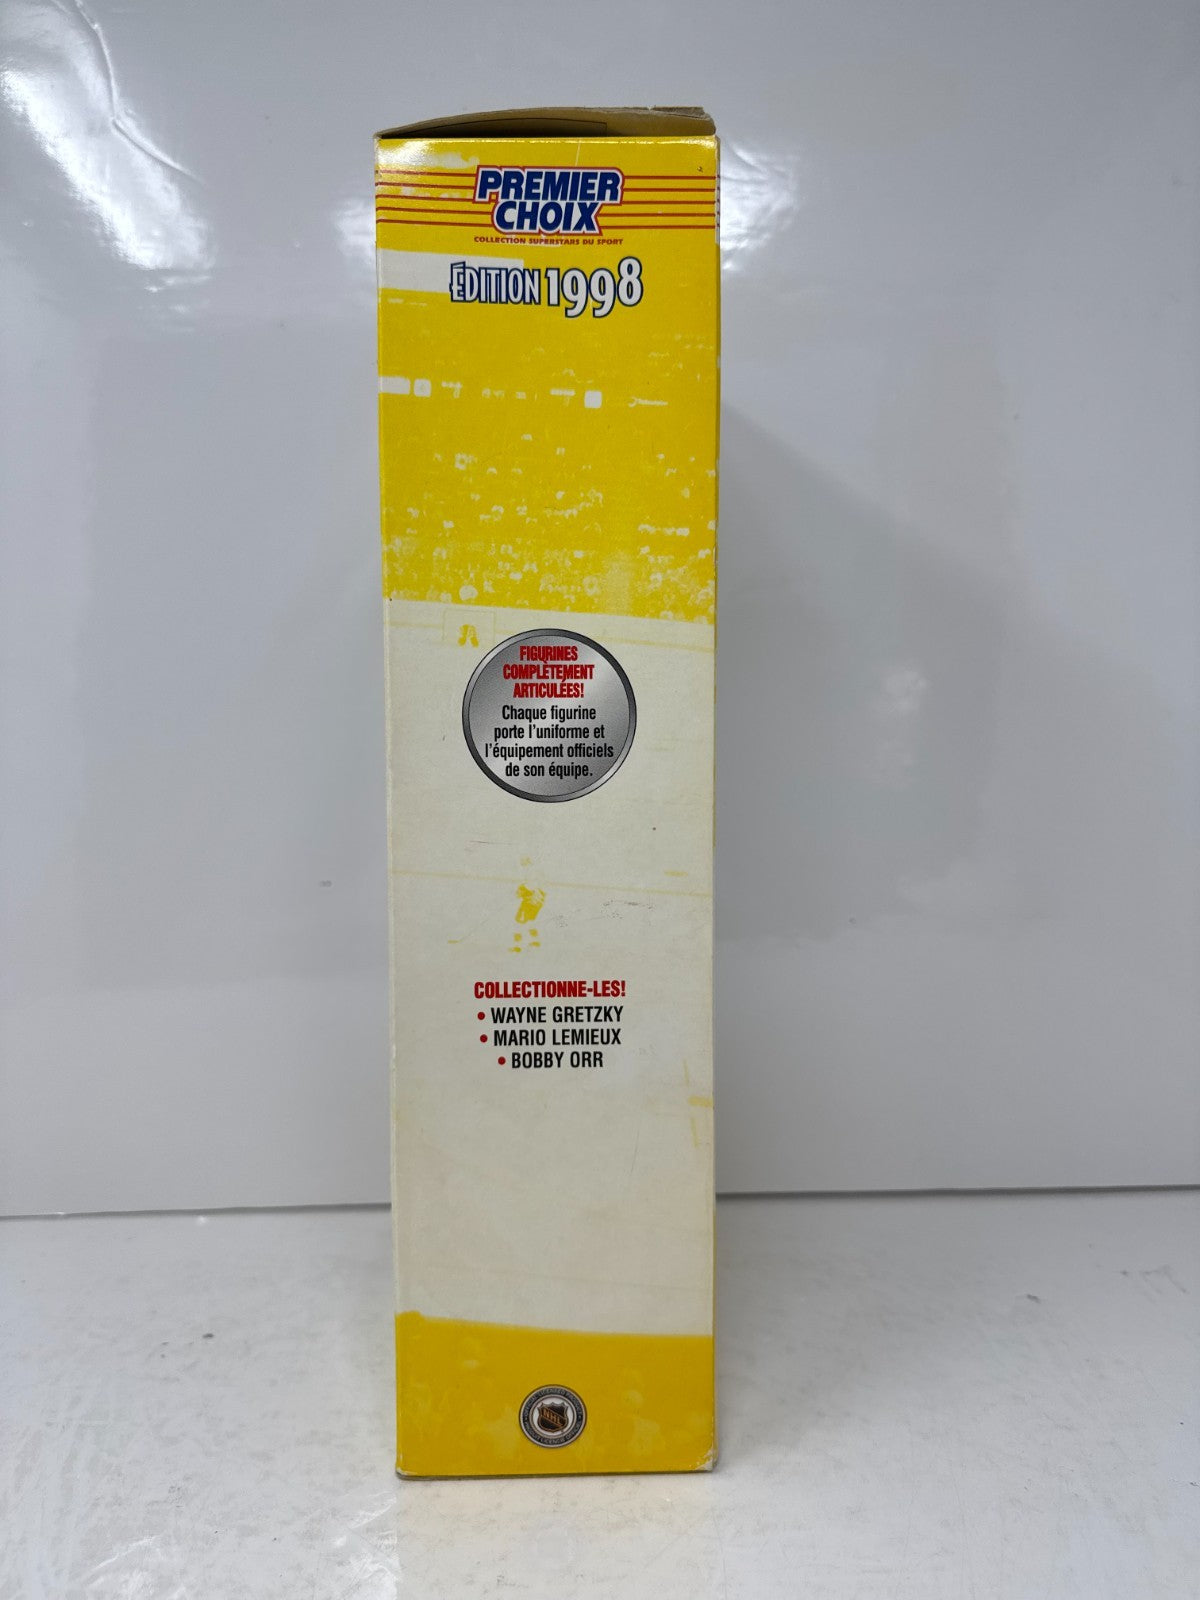 PREMIER
CHOIX
COLLECTION SUPERSTARS DU SPORT
ÉDITION 1998
FIGURINES
COMPLÈTEMENT
ARTICULÉES!
Chaque figurine
porte l'uniforme et
l'équipement officiels
de son équipe.
COLLECTIONNE-LES!
• WAYNE GRETZKY
• MARIO LEMIEUX
• BOBBY ORR
NHL